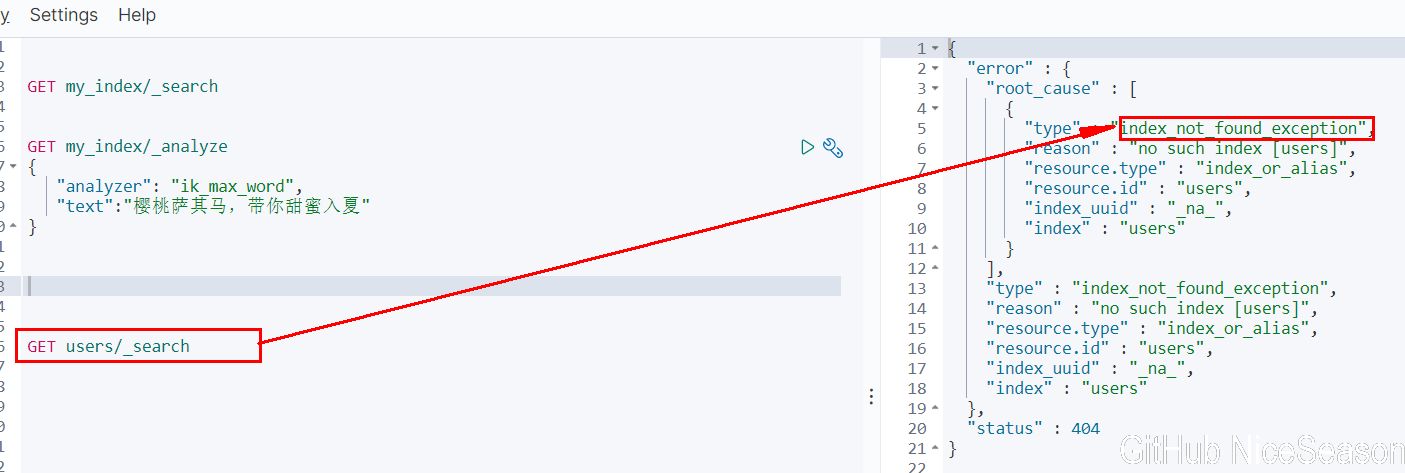 y Settings Help
1
2
3 GET my_index/_search
4
5
6 GET my_index/_analyze
7 {
8 "analyzer": "ik_max_word",
9 "text":"樱桃萨其马，带你甜蜜入夏"
0 }
1
2
3
4
5
6 GET users/_search
7
8
9
0
1
2
1 {
2 "error" : {
3 "root_cause" : [
4 {
5 "type" : "index_not_found_exception",
6 "reason" : "no such index [users]",
7 "resource.type" : "index_or_alias",
8 "resource.id" : "users",
9 "index_uuid" : "_na_",
10 "index" : "users"
11 }
12 ],
13 "type" : "index_not_found_exception",
14 "reason" : "no such index [users]",
15 "resource.type" : "index_or_alias",
16 "resource.id" : "users",
17 "index_uuid" : "_na_",
18 "index" : "users"
19 },
20 "status" : 404
21 }
22
GitHub NiceSeason